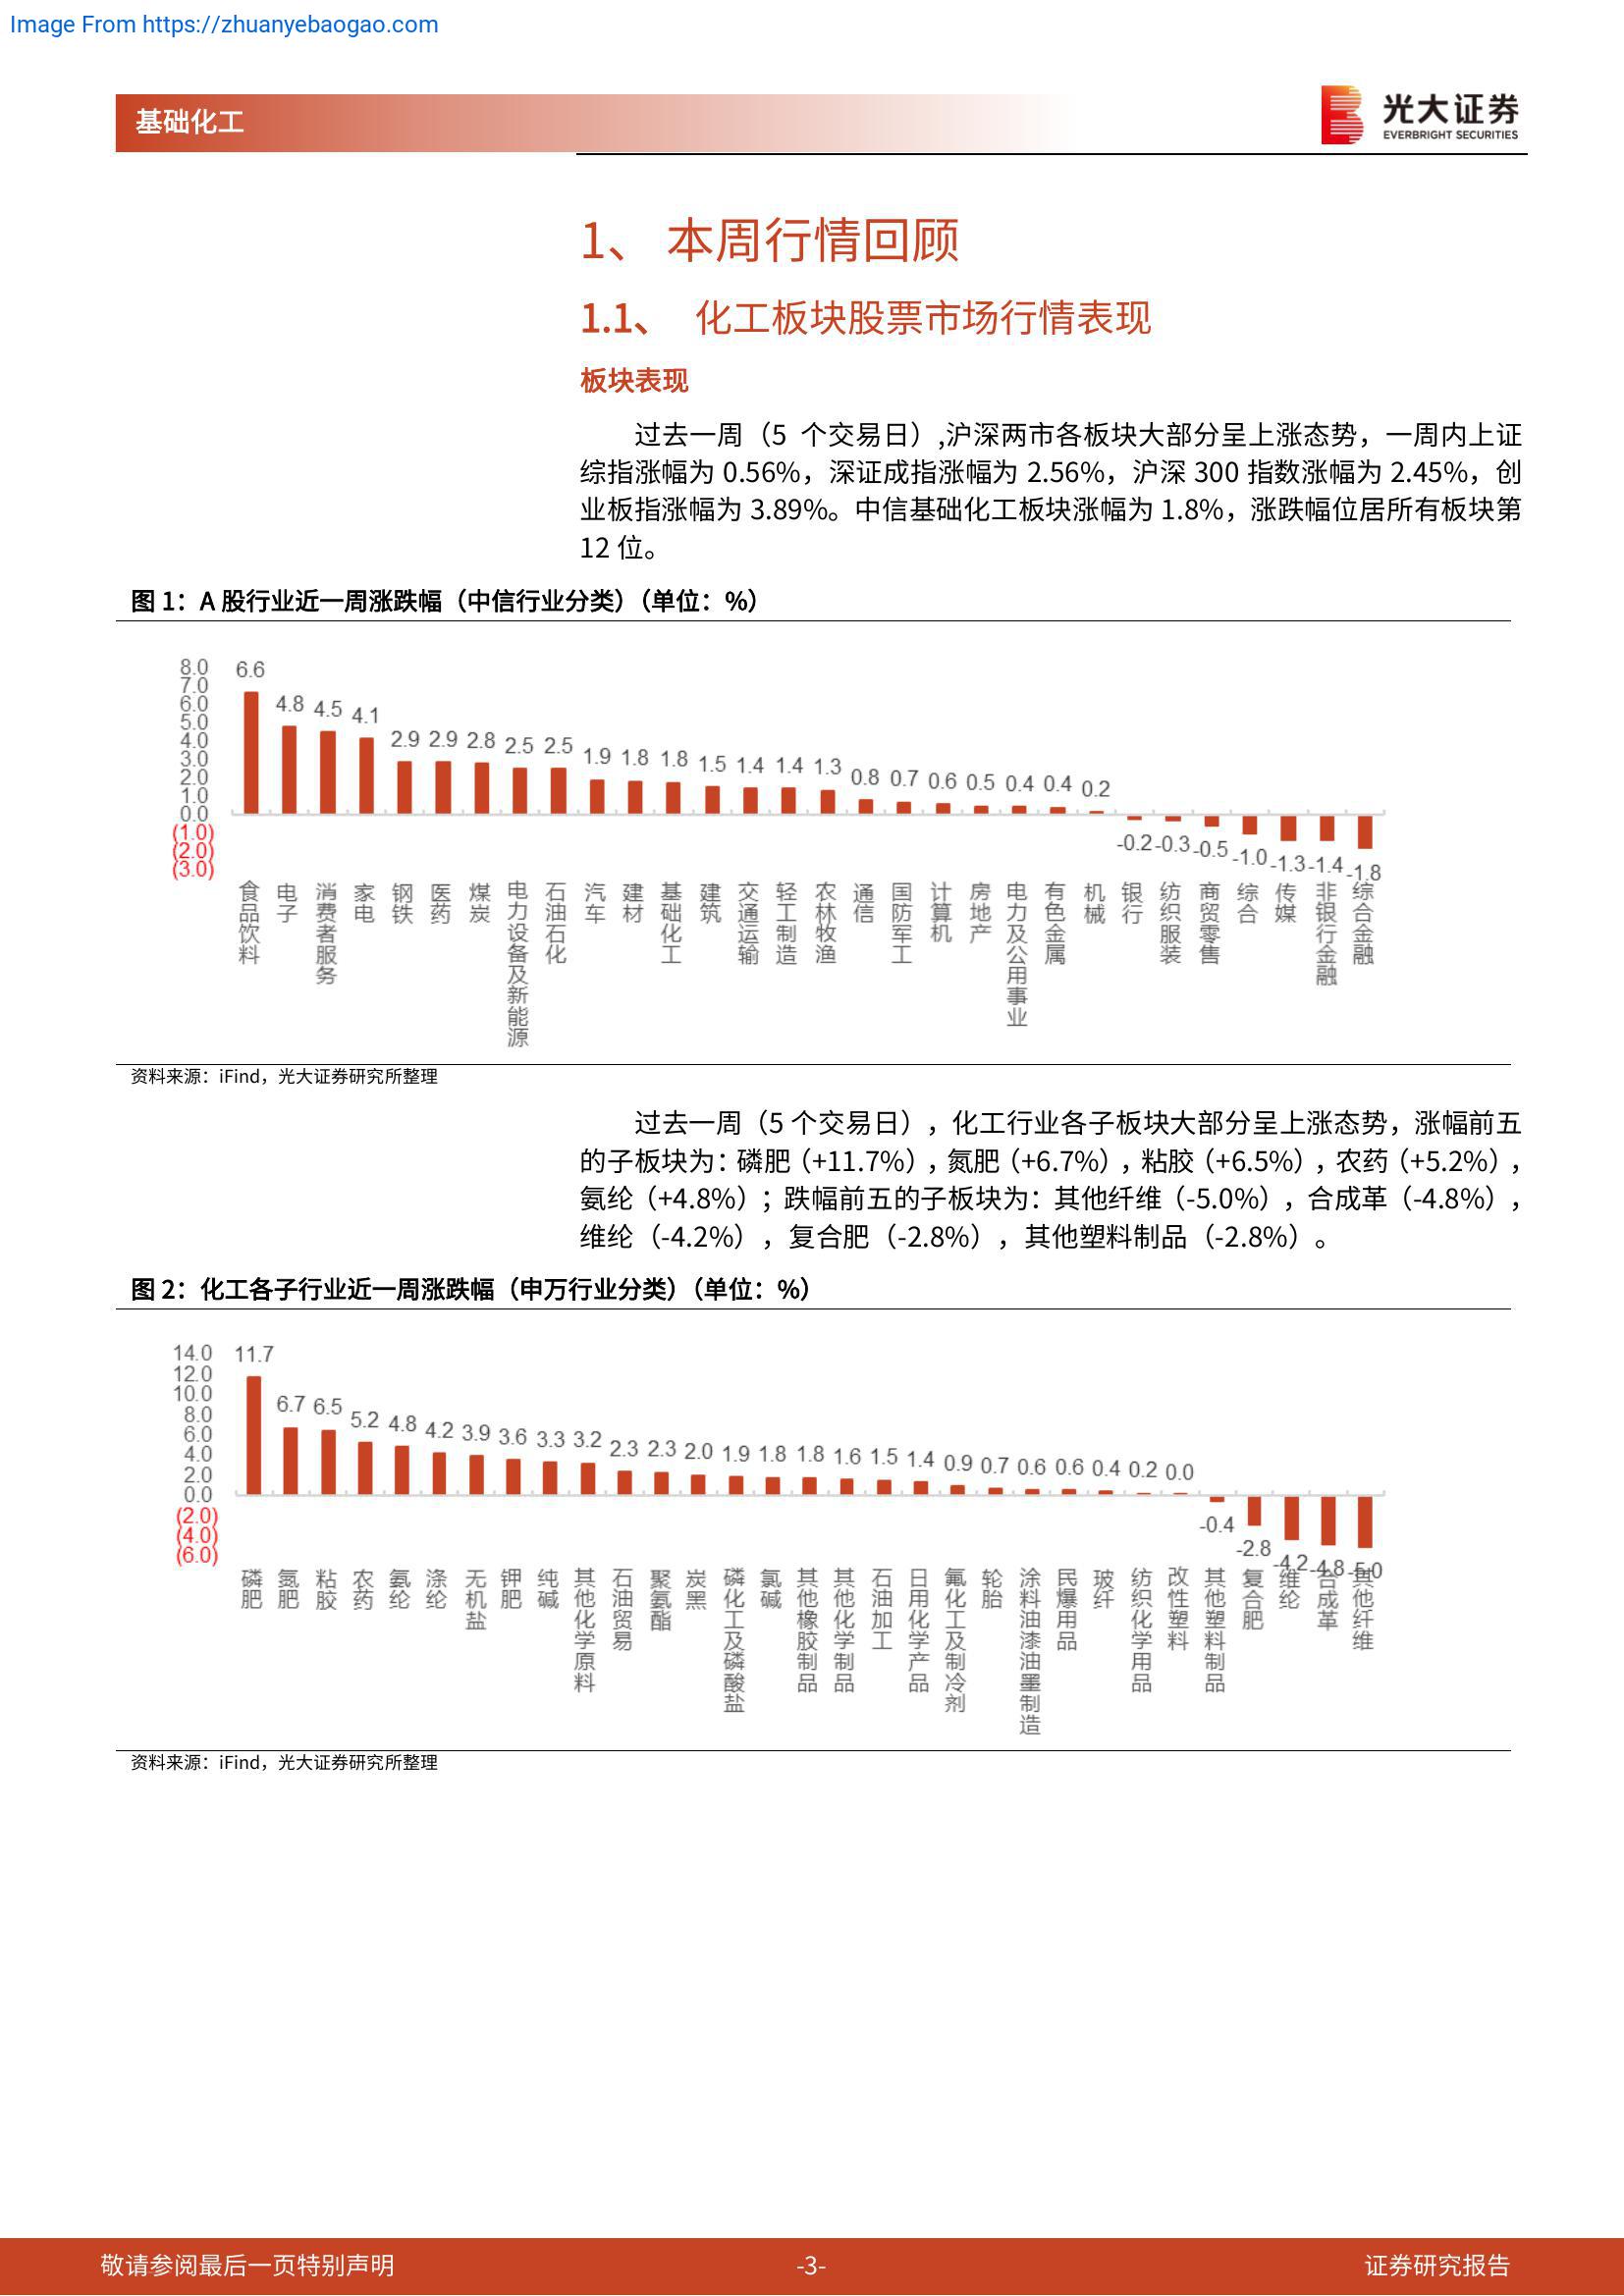 Image From https://zhuanyebaogao.com
基础化工
光大证券
EVERBRIGHT SECURITIES
1、 本周行情回顾
1.1、 化工板块股票市场行情表现
板块表现
过去一周（5 个交易日）,沪深两市各板块大部分呈上涨态势，一周内上证
综指涨幅为 0.56%，深证成指涨幅为 2.56%，沪深 300 指数涨幅为 2.45%，创
业板指涨幅为 3.89%。中信基础化工板块涨幅为 1.8%，涨跌幅位居所有板块第
12 位。
图 1：A 股行业近一周涨跌幅（中信行业分类）（单位：%）
8.0
7.0
6.0
5.0
4.0
3.0
2.0
1.0
0.0
(1.0)
(2.0)
(3.0)
6.6 4.8 4.5 4.1 2.9 2.9 2.8 2.5 2.5 1.9 1.8 1.8 1.5 1.4 1.4 1.3 0.8 0.7 0.6 0.5 0.4 0.4 0.2 -0.2 -0.3 -0.5 -1.0 -1.3 -1.4 -1.8
食品饮料
电子
消费者服务
家电
钢铁
医药
煤炭
电力设备及新能源
石油石化
汽车
建材
基础化工
建筑
交通运输
轻工制造
农林牧渔
通信
国防军工
计算机
房地产
电力及公用事业
有色金属
机械
银行
纺织服装
商贸零售
综合
传媒
非银行金融
综合金融
资料来源：iFind，光大证券研究所整理
过去一周（5 个交易日），化工行业各子板块大部分呈上涨态势，涨幅前五
的子板块为：磷肥（+11.7%），氮肥（+6.7%），粘胶（+6.5%），农药（+5.2%），
氨纶（+4.8%）；跌幅前五的子板块为：其他纤维（-5.0%），合成革（-4.8%），
维纶（-4.2%），复合肥（-2.8%），其他塑料制品（-2.8%）。
图 2：化工各子行业近一周涨跌幅（申万行业分类）（单位：%）
14.0
12.0
10.0
8.0
6.0
4.0
2.0
0.0
(2.0)
(4.0)
(6.0)
11.7 6.7 6.5 5.2 4.8 4.2 3.9 3.6 3.3 3.2 2.3 2.3 2.0 1.9 1.8 1.8 1.6 1.5 1.4 0.9 0.7 0.6 0.6 0.4 0.2 0.0 -0.4 -2.8 -4.2 -4.8 -5.0
磷肥
氮肥
粘胶
农药
氨纶
涤纶
无机盐
钾肥
纯碱
其他化学原料
石油贸易
聚氨酯
炭黑
磷化工及磷酸盐
氯碱
其他橡胶制品
其他化学制品
石油加工
日用化学产品
氟化工及制冷剂
轮胎
涂料油漆油墨制造
民爆用品
玻纤
纺织化学用品
改性塑料
其他塑料制品
复合肥
维纶
合成革
其他纤维
资料来源：iFind，光大证券研究所整理
敬请参阅最后一页特别声明
-3-
证券研究报告